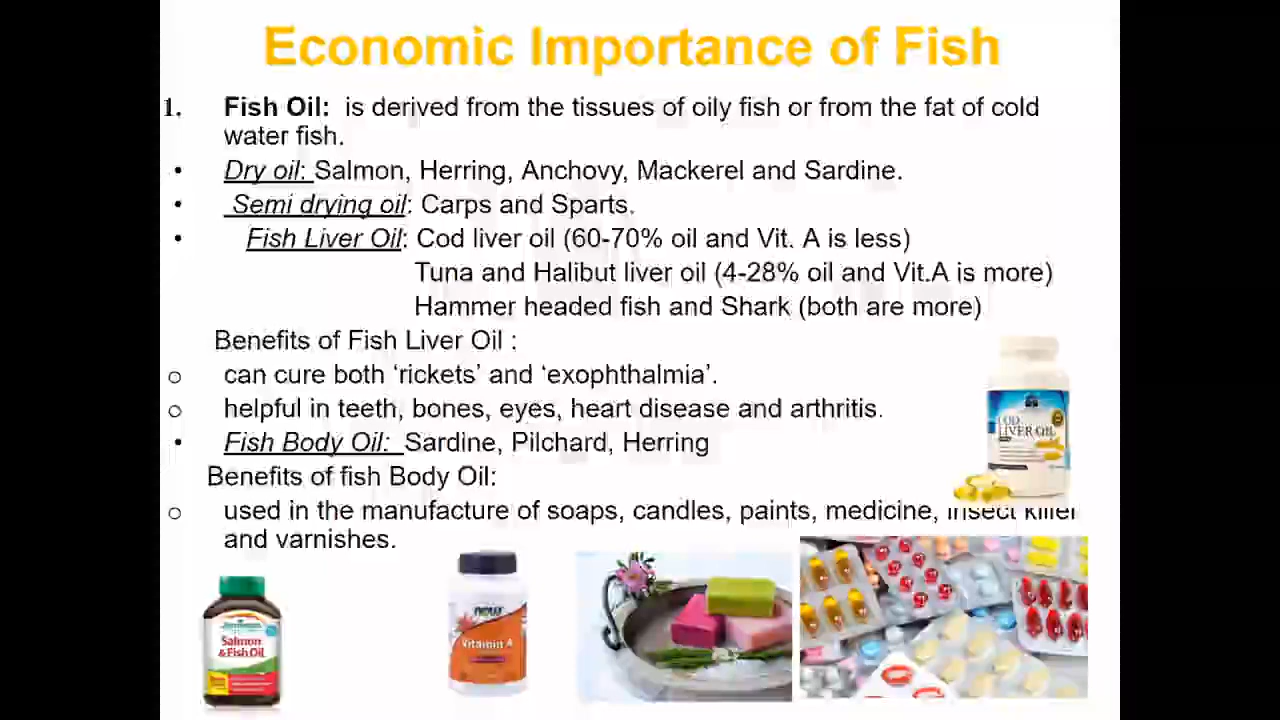 Economic Importance of Fish
1. Fish Oil: is derived from the tissues of oily fish or from the fat of cold
water fish.
• Dry oil: Salmon, Herring, Anchovy, Mackerel and Sardine.
• Semi drying oil: Carps and Sparts.
• Fish Liver Oil: Cod liver oil (60-70% oil and Vit. A is less)
Tuna and Halibut liver oil (4-28% oil and Vit.A is more)
Hammer headed fish and Shark (both are more)
Benefits of Fish Liver Oil :
o can cure both ‘rickets’ and ‘exophthalmia’.
o helpful in teeth, bones, eyes, heart disease and arthritis.
• Fish Body Oil: Sardine, Pilchard, Herring
Benefits of fish Body Oil:
o used in the manufacture of soaps, candles, paints, medicine, insect killer
and varnishes.
COD
LIVER OIL
Salmon
& Fish Oil
now
Vitamin A